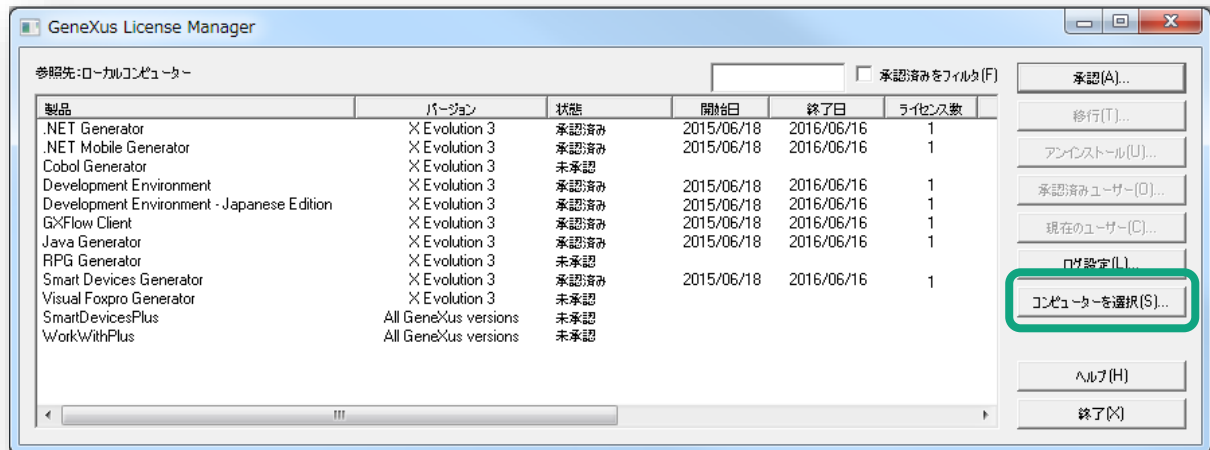 GeneXus License Manager
参照先:ローカルコンピューター
承認済みをフィルタ(F)
製品 バージョン 状態 開始日 終了日 ライセンス数
.NET Generator X Evolution 3 承認済み 2015/06/18 2016/06/16 1
.NET Mobile Generator X Evolution 3 承認済み 2015/06/18 2016/06/16 1
Cobol Generator X Evolution 3 未承認
Development Environment X Evolution 3 承認済み 2015/06/18 2016/06/16 1
Development Environment - Japanese Edition X Evolution 3 承認済み 2015/06/18 2016/06/16 1
GXFlow Client X Evolution 3 承認済み 2015/06/18 2016/06/16 1
Java Generator X Evolution 3 承認済み 2015/06/18 2016/06/16 1
RPG Generator X Evolution 3 未承認
Smart Devices Generator X Evolution 3 承認済み 2015/06/18 2016/06/16 1
Visual Foxpro Generator X Evolution 3 未承認
SmartDevicesPlus All GeneXus versions 未承認
WorkWithPlus All GeneXus versions 未承認
承認(A)...
移行(T)...
アンインストール(U)...
承認済みユーザー(O)...
現在のユーザー(C)...
ログ設定(L)...
コンピューターを選択(S)...
ヘルプ(H)
終了(X)